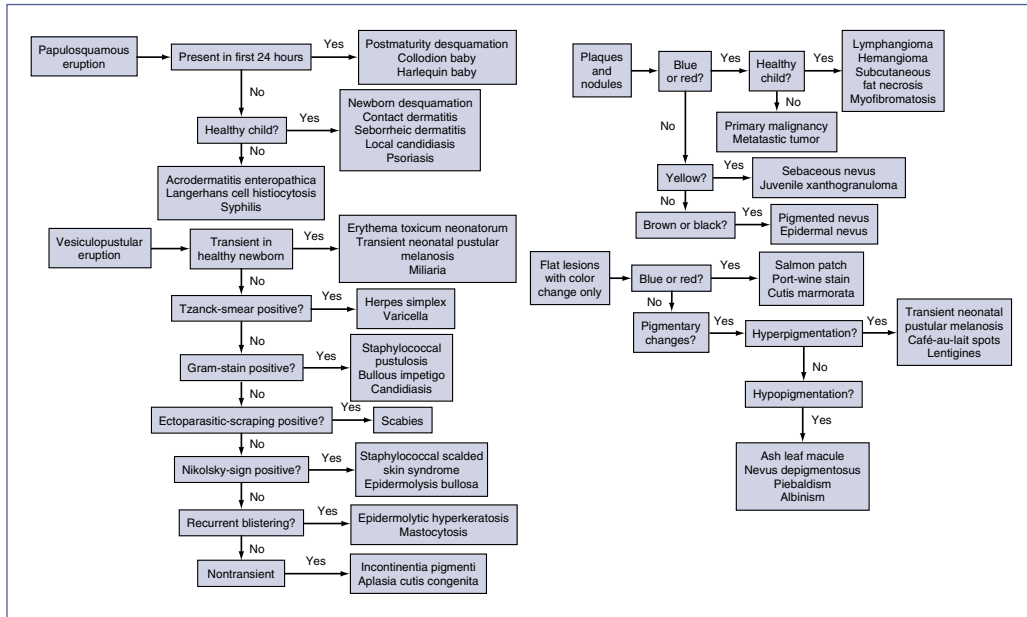 Papulosquamous
eruption
Present in first 24 hours
Yes
Postmaturity desquamation
Collodion baby
Harlequin baby
No
Healthy child?
Yes
Newborn desquamation
Contact dermatitis
Seborrheic dermatitis
Local candidiasis
Psoriasis
No
Acrodermatitis enteropathica
Langerhans cell histiocytosis
Syphilis
Vesiculopustular
eruption
Transient in
healthy newborn
Yes
Erythema toxicum neonatorum
Transient neonatal pustular
melanosis
Miliaria
No
Tzanck-smear positive?
Yes
Herpes simplex
Varicella
No
Gram-stain positive?
Yes
Staphylococcal
pustulosis
Bullous impetigo
Candidiasis
No
Ectoparasitic-scraping positive?
Yes
Scabies
No
Nikolsky-sign positive?
Yes
Staphylococcal scalded
skin syndrome
Epidermolysis bullosa
No
Recurrent blistering?
Yes
Epidermolytic hyperkeratosis
Mastocytosis
No
Nontransient
Yes
Incontinentia pigmenti
Aplasia cutis congenita
Plaques
and
nodules
Blue
or red?
Yes
Healthy
child?
Yes
Lymphangioma
Hemangioma
Subcutaneous
fat necrosis
Myofibromatosis
No
Primary malignancy
Metatastic tumor
No
Yellow?
Yes
Sebaceous nevus
Juvenile xanthogranuloma
No
Brown or black?
Yes
Pigmented nevus
Epidermal nevus
Flat lesions
with color
change only
Blue or red?
Yes
Salmon patch
Port-wine stain
Cutis marmorata
No
Pigmentary
changes?
Yes
Hyperpigmentation?
Yes
Transient neonatal
pustular melanosis
Café-au-lait spots
Lentigines
No
Hypopigmentation?
Yes
Ash leaf macule
Nevus depigmentosus
Piebaldism
Albinism